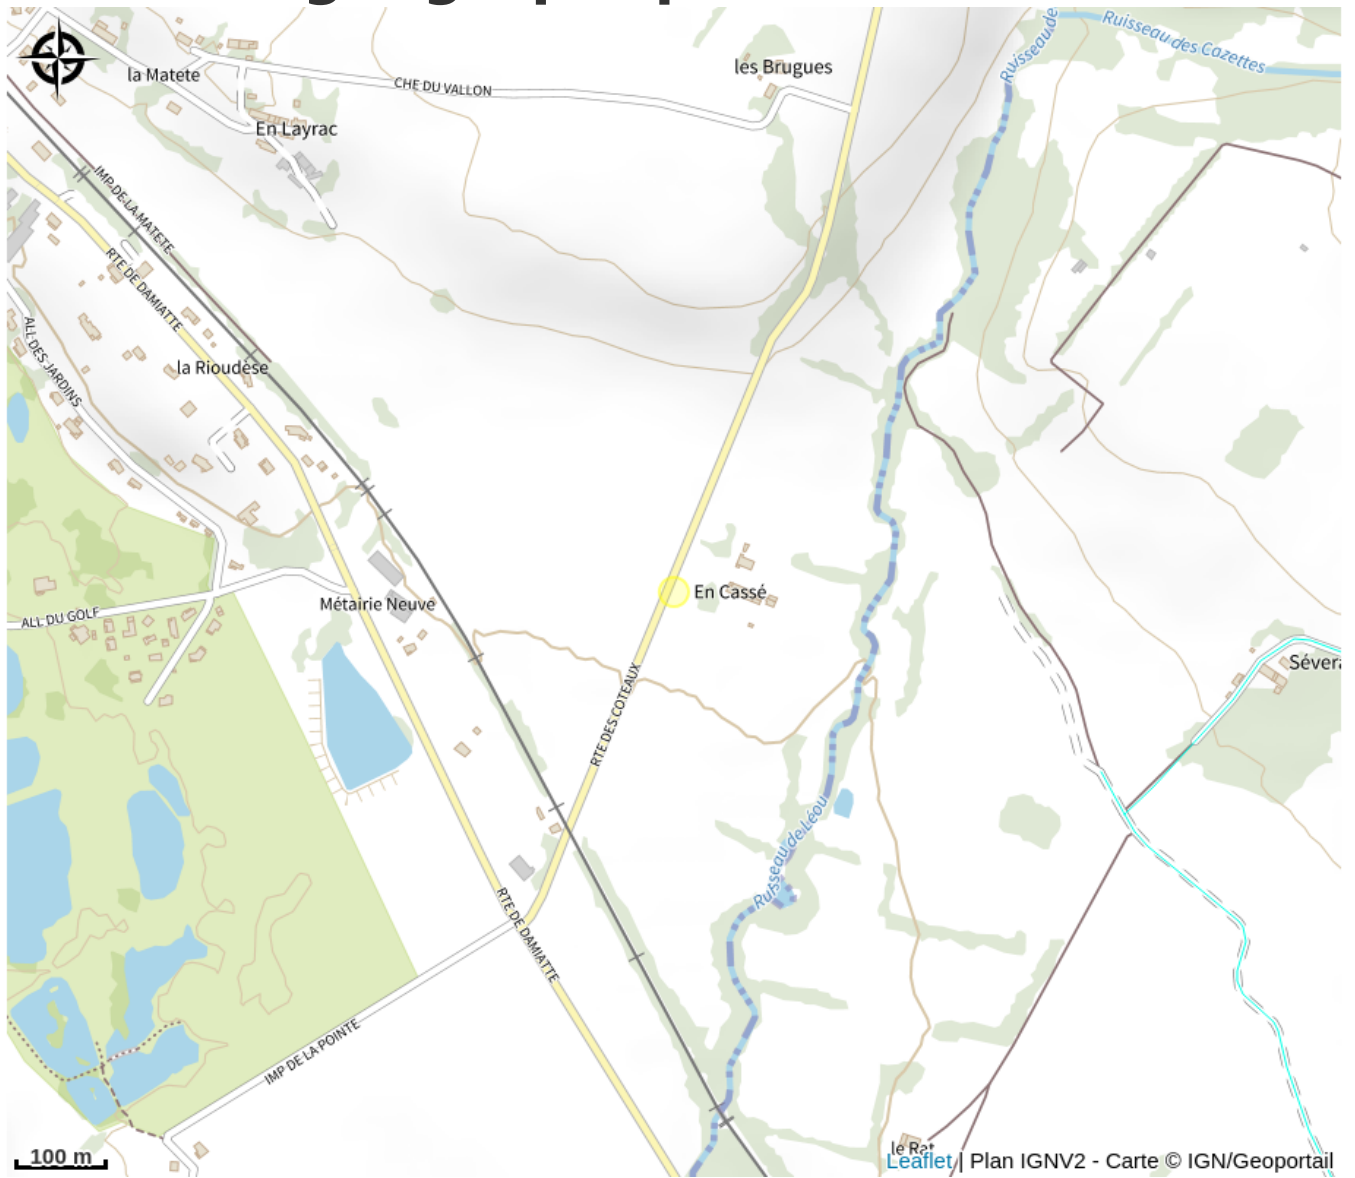 Ruisseau de
Ruisseau des Cazettes
la Matete
CHE DU VALLON
les Brugues
En Layrac
IMP DE LA MATETE
RTE DE DAMIATTE
ALL DES JARDINS
la Rioudèse
En Cassé
Métairie Neuve
ALL DU GOLF
RTE DES COTEAUX
Ruisseau de Léou
RTE DE DAMIATTE
IMP DE LA POINTE
le Rat
100 m
Leaflet | Plan IGNV2 - Carte © IGN/Geoportail